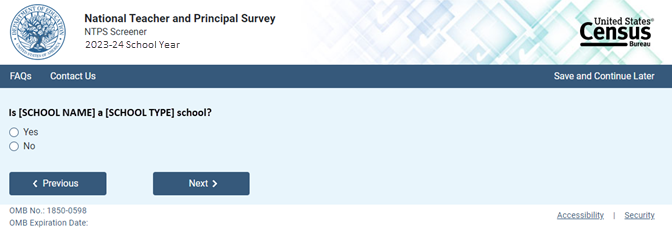 National Teacher and Principal Survey
NTPS Screener
2023-24 School Year
United States®
Census
Bureau
FAQs Contact Us Save and Continue Later
Is [SCHOOL NAME] a [SCHOOL TYPE] school?
Yes
No
Previous Next
OMB No.: 1850-0598
OMB Expiration Date:
Accessibility | Security